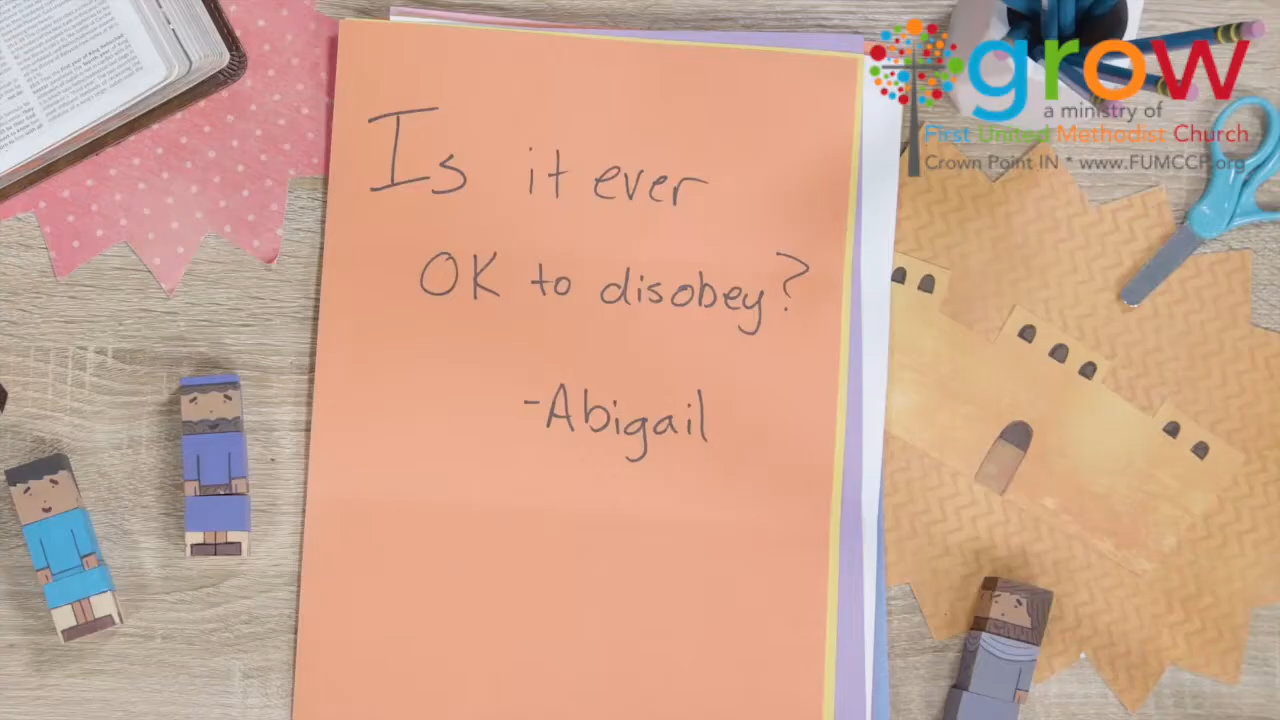 Is it ever
OK to disobey?
-Abigail
grow
a ministry of
First United Methodist Church
Crown Point IN * www.FUMCCP.org